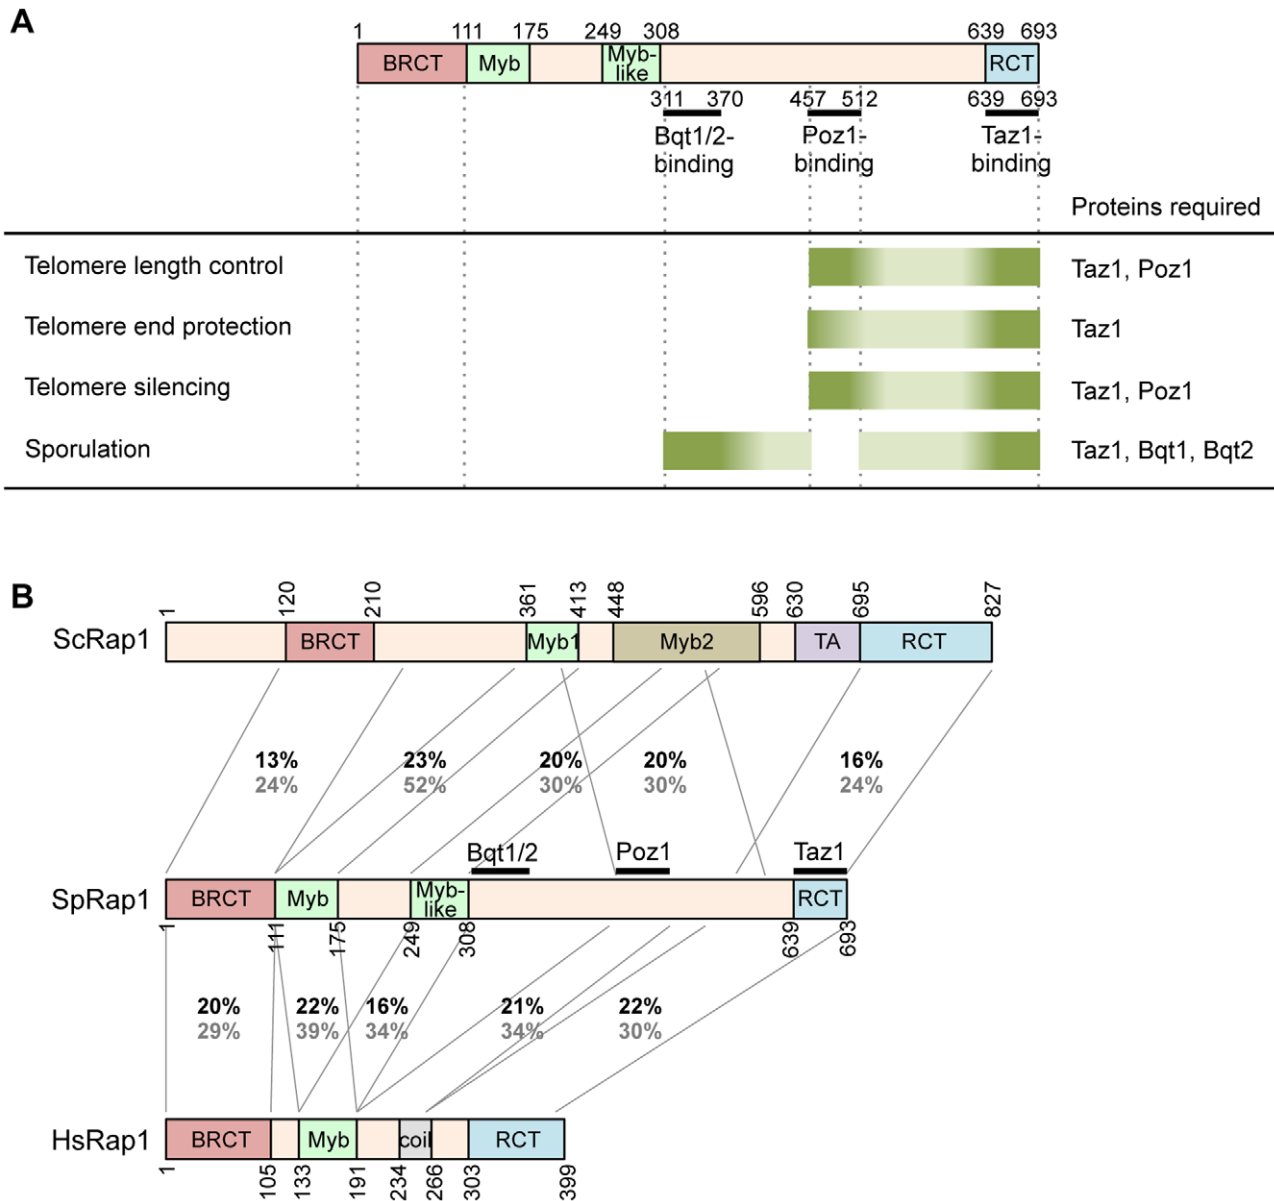 A
1 111 175 249 308 639 693
BRCT Myb Myb-
like RCT
311 370 457 512 639 693
Bqt1/2- Poz1- Taz1-
binding binding binding
Proteins required
Telomere length control Taz1, Poz1
Telomere end protection Taz1
Telomere silencing Taz1, Poz1
Sporulation Taz1, Bqt1, Bqt2
B
1 120 210 361 413 448 596 630 695 827
ScRap1 BRCT Myb1 Myb2 TA RCT
13% 23% 20% 20% 16%
24% 52% 30% 30% 24%
Bqt1/2 Poz1 Taz1
SpRap1 BRCT Myb Myb-
like RCT
1 111 175 249 308 639 693
20% 22% 16% 21% 22%
29% 39% 34% 34% 30%
HsRap1 BRCT Myb coil RCT
1 105 133 191 234 266 303 399